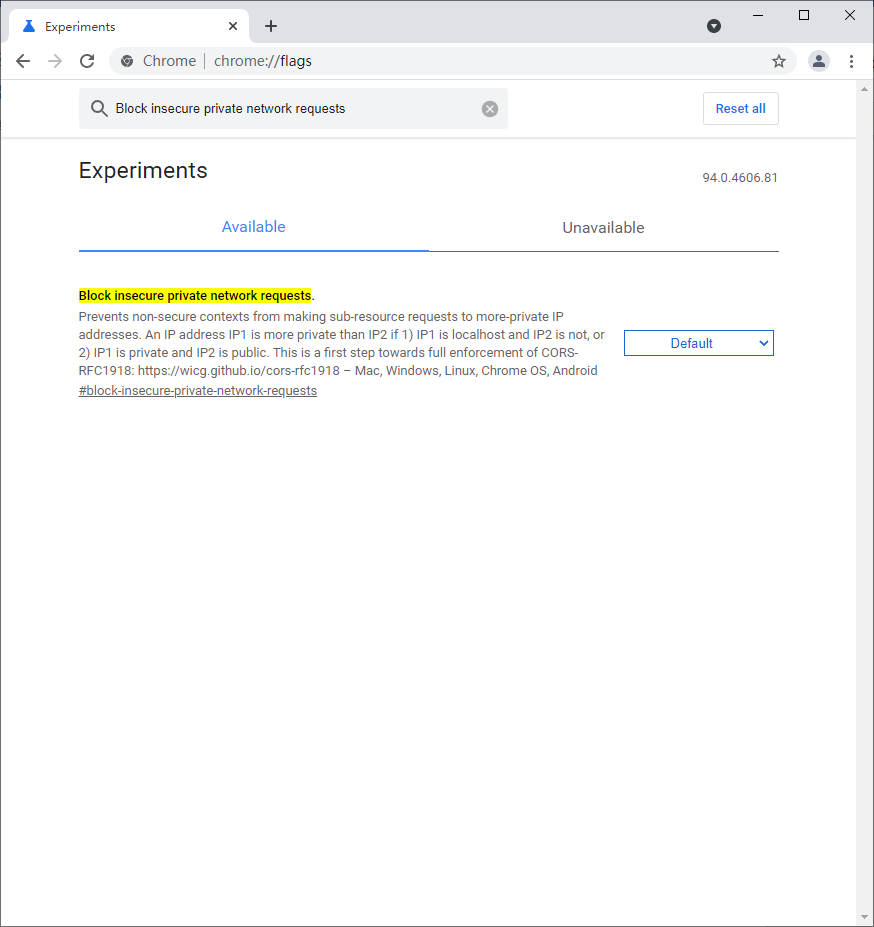 Experiments
Chrome
chrome://flags
Block insecure private network requests
Reset all
Experiments
94.0.4606.81
Available
Unavailable
Block insecure private network requests.
Prevents non-secure contexts from making sub-resource requests to more-private IP
addresses. An IP address IP1 is more private than IP2 if 1) IP1 is localhost and IP2 is not, or
2) IP1 is private and IP2 is public. This is a first step towards full enforcement of CORS-
RFC1918: https://wicg.github.io/cors-rfc1918 – Mac, Windows, Linux, Chrome OS, Android
#block-insecure-private-network-requests
Default